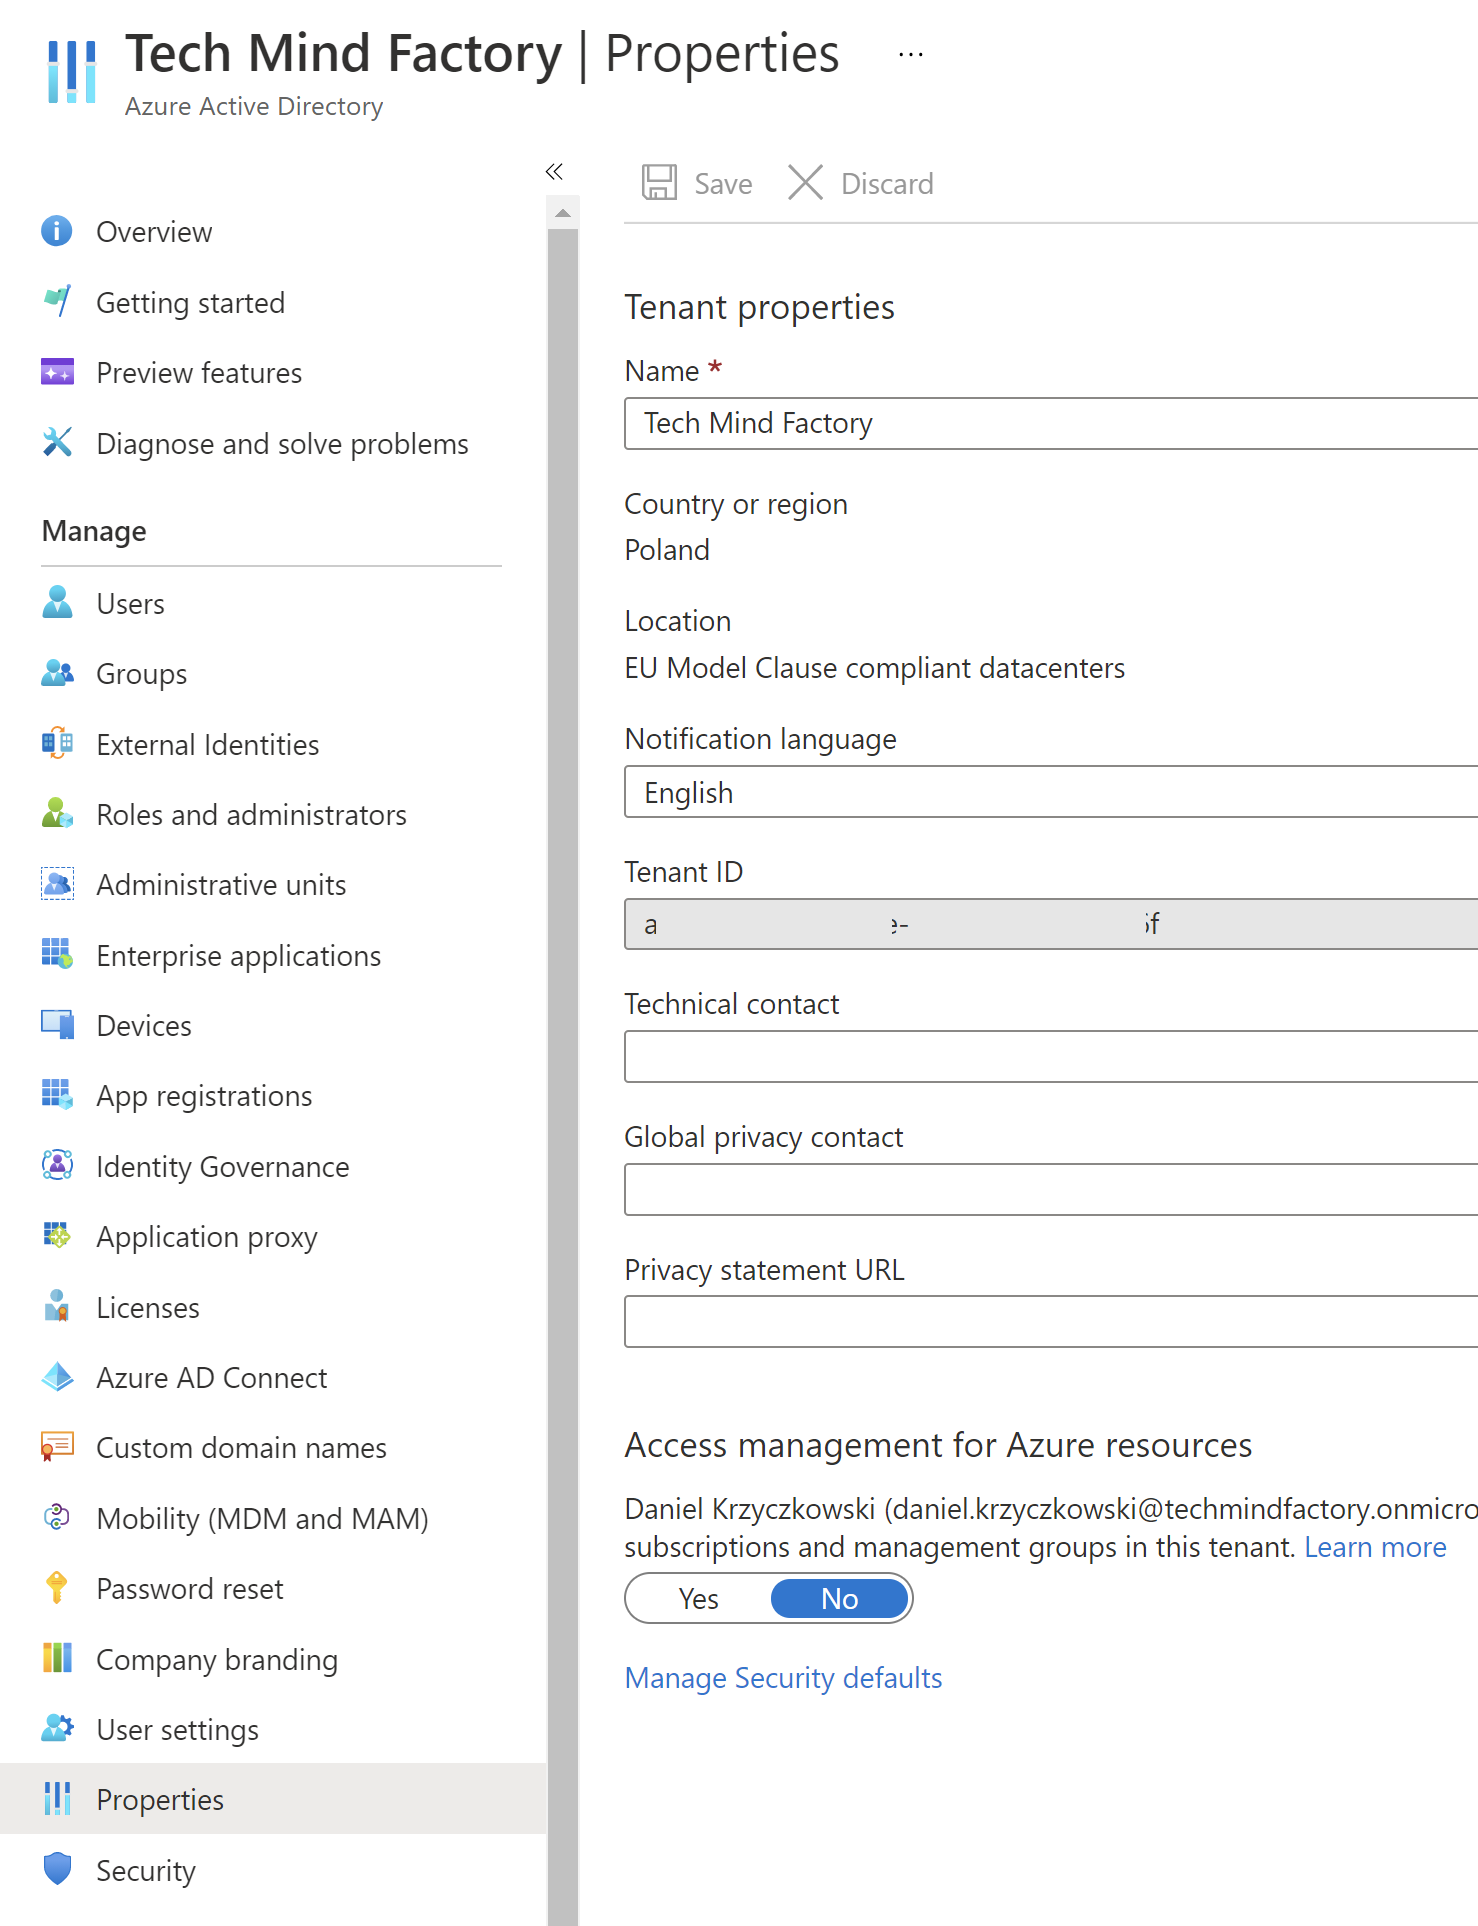 Tech Mind Factory | Properties ...
Azure Active Directory
«
Save Discard
Overview
Getting started
Preview features
Diagnose and solve problems
Manage
Users
Groups
External Identities
Roles and administrators
Administrative units
Enterprise applications
Devices
App registrations
Identity Governance
Application proxy
Licenses
Azure AD Connect
Custom domain names
Mobility (MDM and MAM)
Password reset
Company branding
User settings
Properties
Security
Tenant properties
Name *
Tech Mind Factory
Country or region
Poland
Location
EU Model Clause compliant datacenters
Notification language
English
Tenant ID
a e- f
Technical contact
Global privacy contact
Privacy statement URL
Access management for Azure resources
Daniel Krzyczkowski (daniel.krzyczkowski@techmindfactory.onmicro
subscriptions and management groups in this tenant. Learn more
Yes No
Manage Security defaults